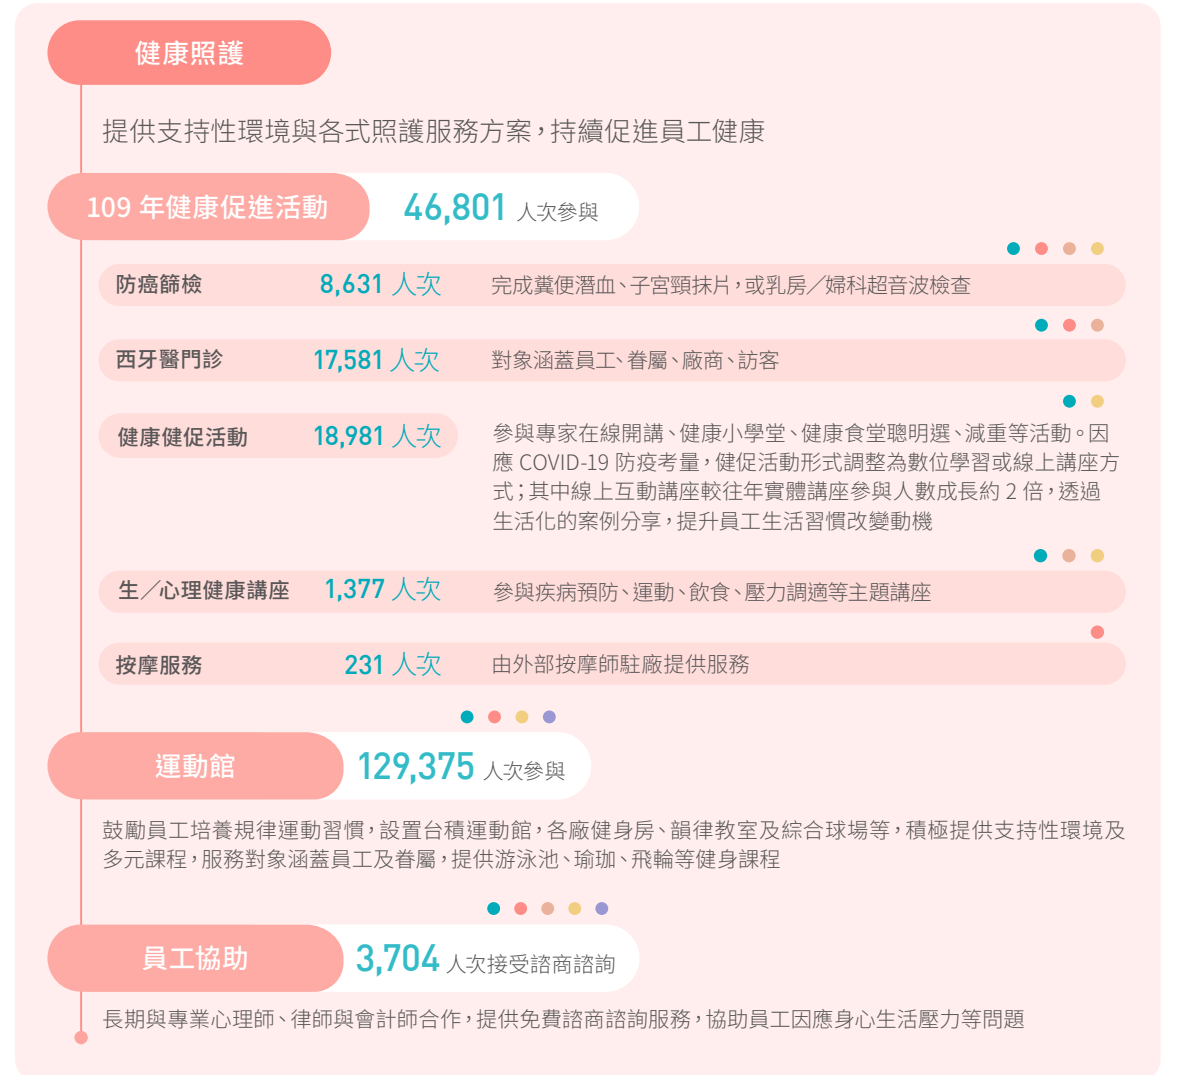 健康照護
提供支持性環境與各式照護服務方案，持續促進員工健康
109 年健康促進活動 46,801 人次參與
防癌篩檢 8,631 人次 完成糞便潛血、子宮頸抹片，或乳房／婦科超音波檢查
西牙醫門診 17,581 人次 對象涵蓋員工、眷屬、廠商、訪客
健康健促活動 18,981 人次 參與專家在線開講、健康小學堂、健康食堂聰明選、減重等活動。因
應 COVID-19 防疫考量，健促活動形式調整為數位學習或線上講座方
式；其中線上互動講座較往年實體講座參與人數成長約 2 倍，透過
生活化的案例分享，提升員工生活習慣改變動機
生／心理健康講座 1,377 人次 參與疾病預防、運動、飲食、壓力調適等主題講座
按摩服務 231 人次 由外部按摩師駐廠提供服務
運動館 129,375 人次參與
鼓勵員工培養規律運動習慣，設置台積運動館，各廠健身房、韻律教室及綜合球場等，積極提供支持性環境及
多元課程，服務對象涵蓋員工及眷屬，提供游泳池、瑜珈、飛輪等健身課程
員工協助 3,704 人次接受諮商諮詢
長期與專業心理師、律師與會計師合作，提供免費諮商諮詢服務，協助員工因應身心生活壓力等問題